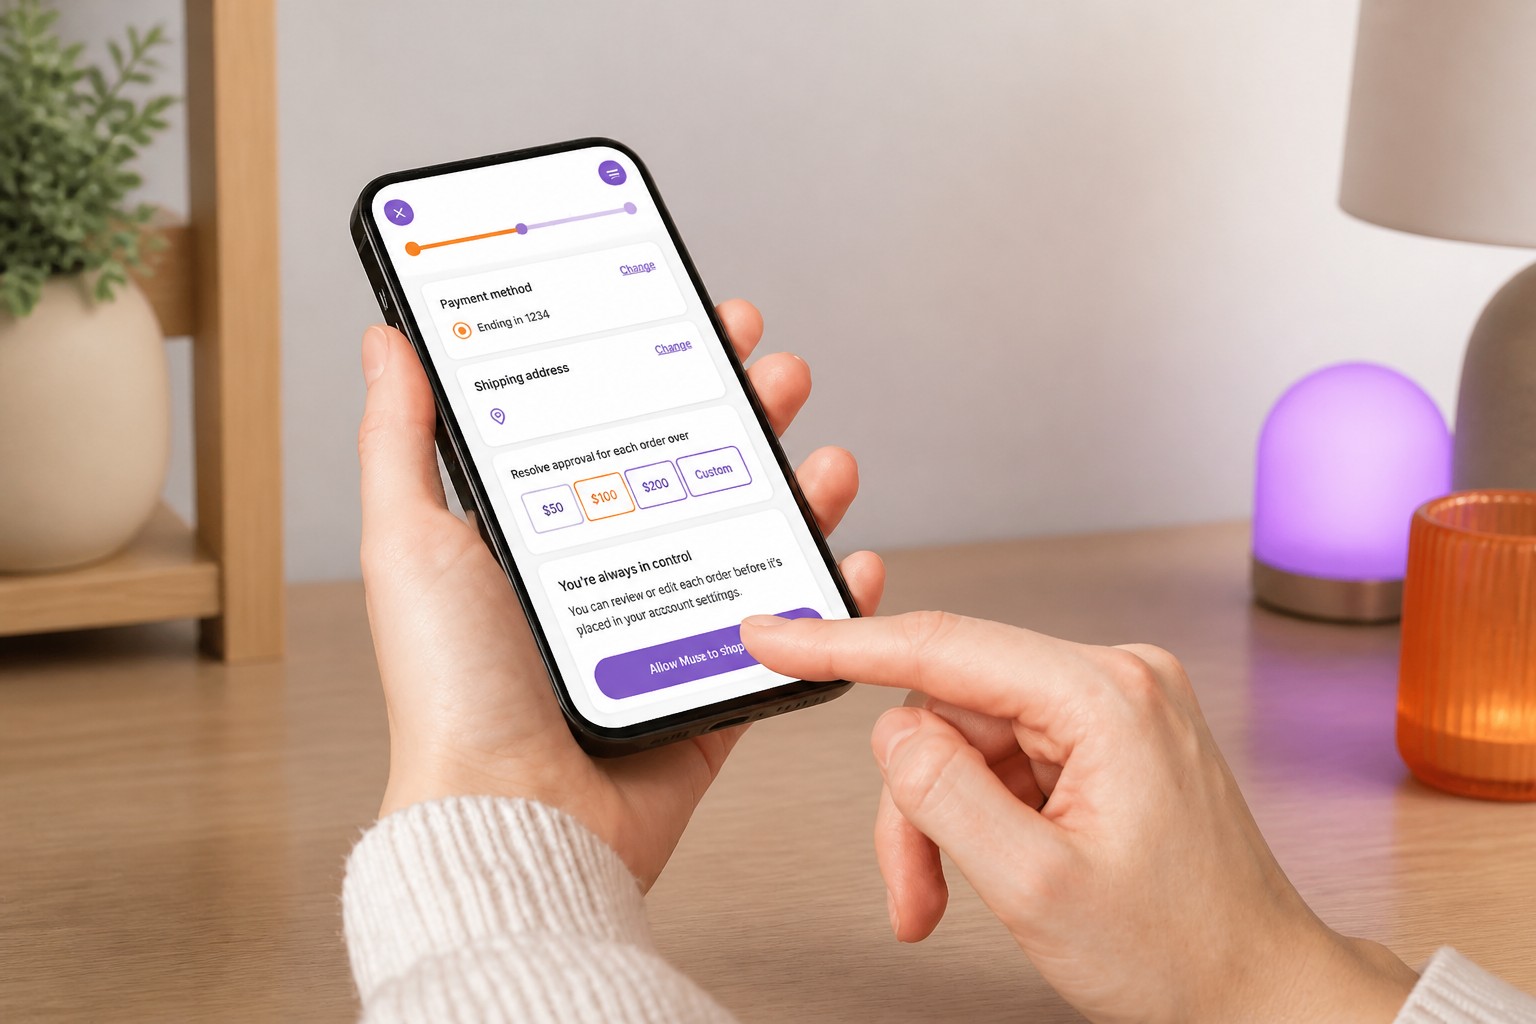 Change
Payment method
Ending in 1234
Change
Shipping address
Resolve approval for each order over
$50
$100
$200
Custom
You're always in control
You can review or edit each order before it's
placed in your account settings.
Allow Muse to shop